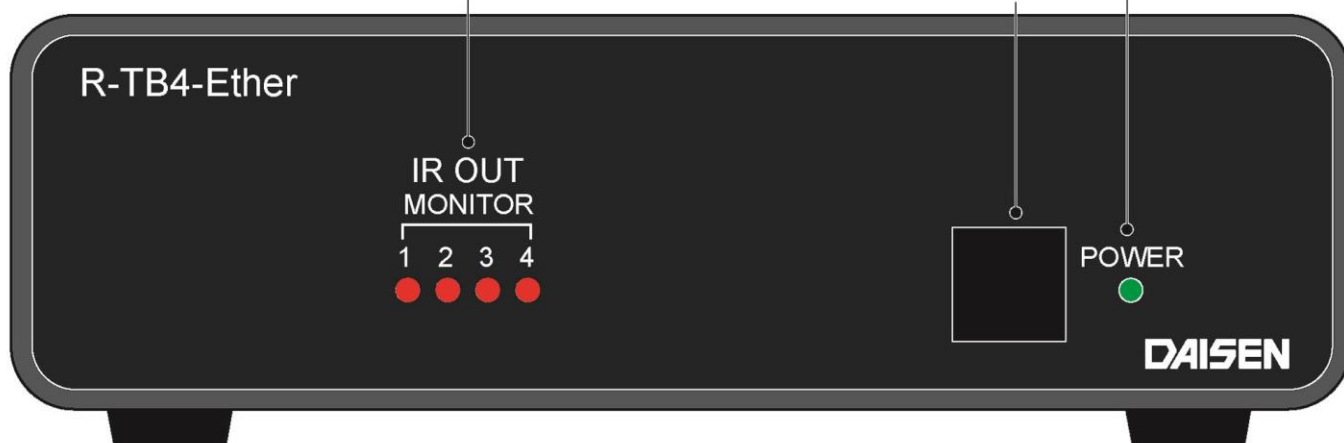 R-TB4-Ether
IR OUT
MONITOR
1 2 3 4
POWER
DAISEN